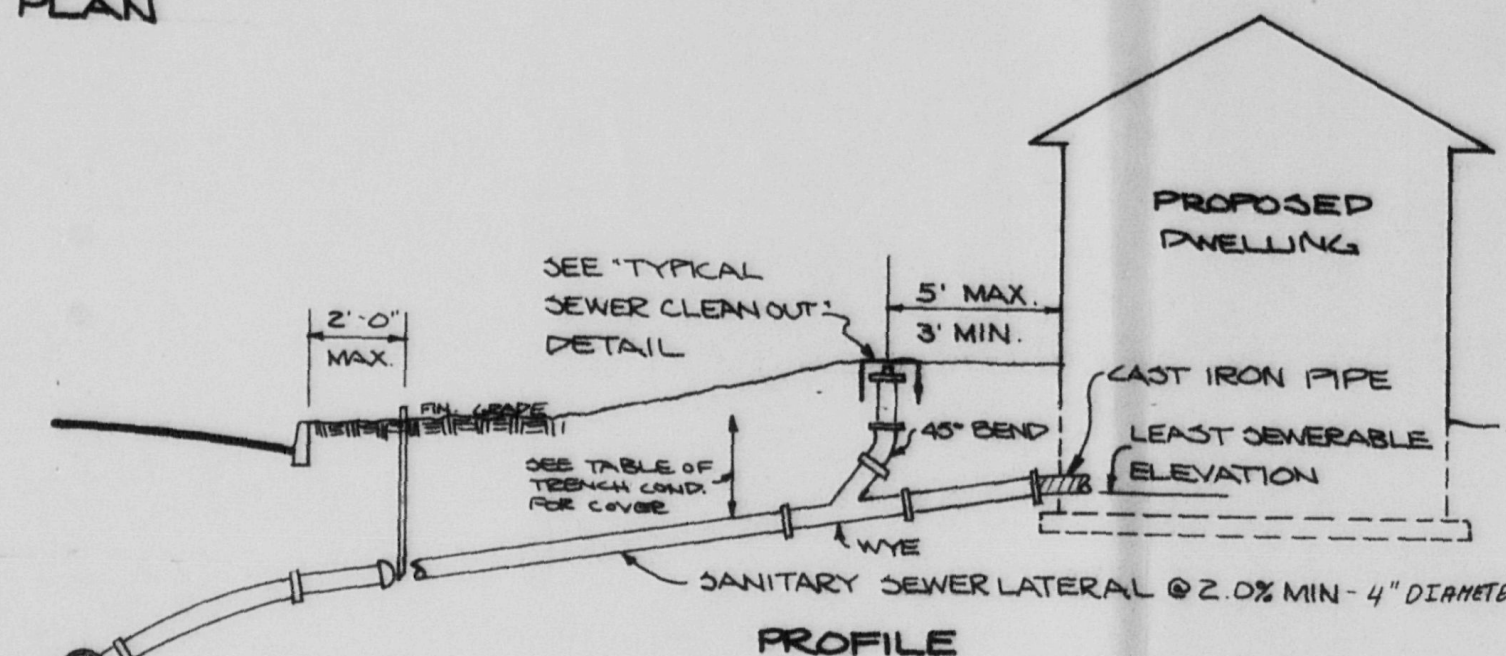 PLAN
PROPOSED
DWELLING
SEE "TYPICAL
SEWER CLEAN OUT"
DETAIL
5' MAX.
3' MIN.
2'-0"
MAX.
FIN. GRADE
CAST IRON PIPE
45° BEND
LEAST SEWERABLE
ELEVATION
SEE TABLE OF
TRENCH COND.
FOR COVER
WYE
SANITARY SEWER LATERAL @ 2.0% MIN - 4" DIAMETE
PROFILE